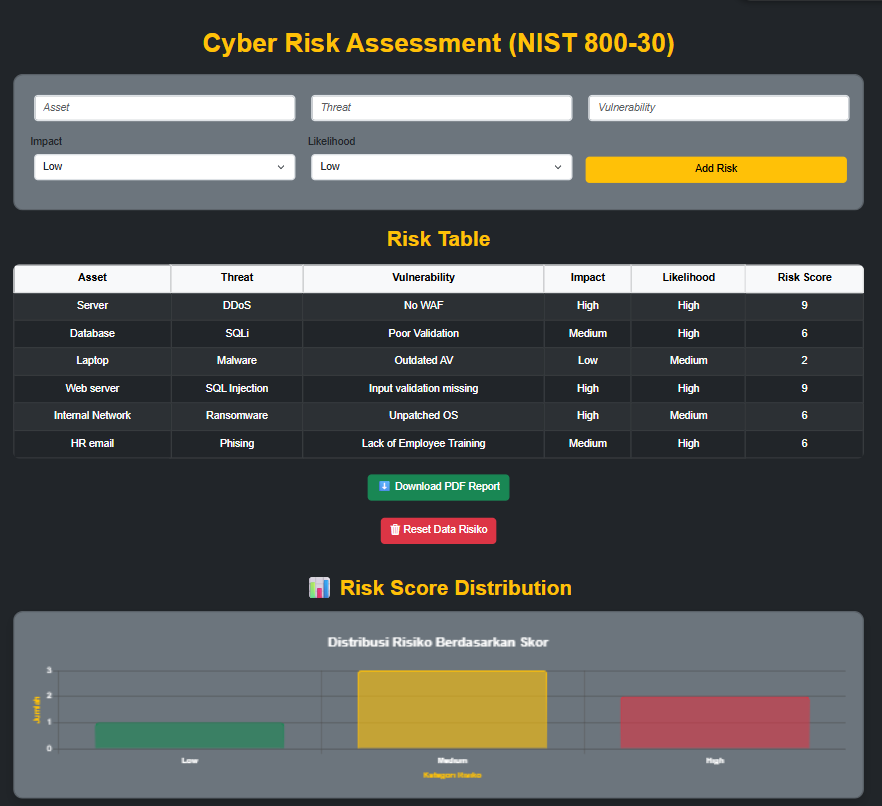 Cyber Risk Assessment (NIST 800-30)
Asset Threat Vulnerability
Impact Likelihood
Low Low Add Risk
Risk Table
Asset Threat Vulnerability Impact Likelihood Risk Score
Server DDoS No WAF High High 9
Database SQLi Poor Validation Medium High 6
Laptop Malware Outdated AV Low Medium 2
Web server SQL Injection Input validation missing High High 9
Internal Network Ransomware Unpatched OS High Medium 6
HR email Phising Lack of Employee Training Medium High 6
Download PDF Report
Reset Data Risiko
Risk Score Distribution
Distribusi Risiko Berdasarkan Skor
3
2
1
0
Jumlah
Low Medium High
Kategori Risiko